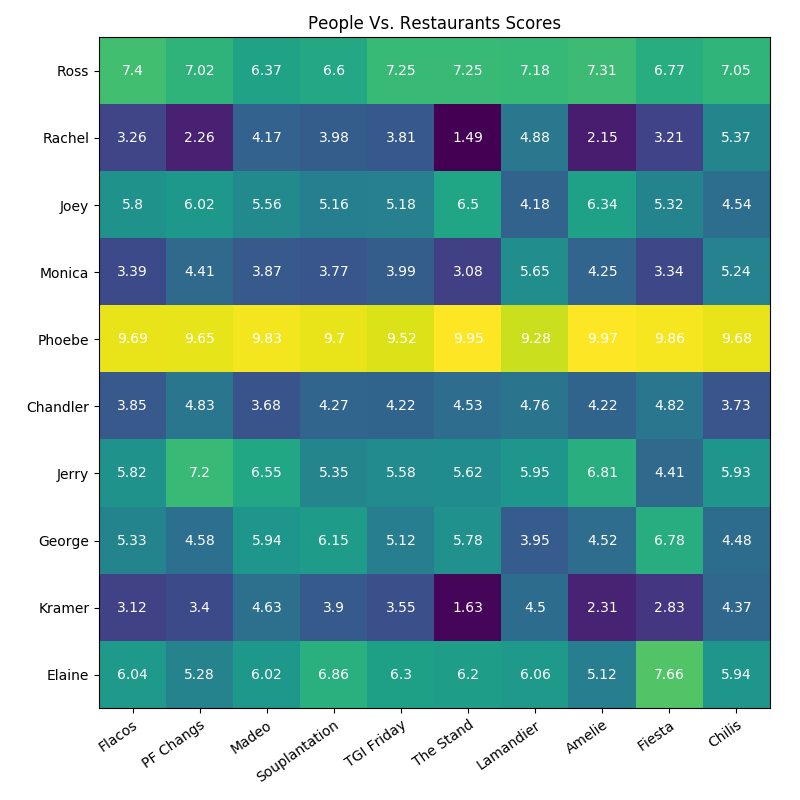 People Vs. Restaurants Scores
Ross 7.4 7.02 6.37 6.6 7.25 7.25 7.18 7.31 6.77 7.05
Rachel 3.26 2.26 4.17 3.98 3.81 1.49 4.88 2.15 3.21 5.37
Joey 5.8 6.02 5.56 5.16 5.18 6.5 4.18 6.34 5.32 4.54
Monica 3.39 4.41 3.87 3.77 3.99 3.08 5.65 4.25 3.34 5.24
Phoebe 9.69 9.65 9.83 9.7 9.52 9.95 9.28 9.97 9.86 9.68
Chandler 3.85 4.83 3.68 4.27 4.22 4.53 4.76 4.22 4.82 3.73
Jerry 5.82 7.2 6.55 5.35 5.58 5.62 5.95 6.81 4.41 5.93
George 5.33 4.58 5.94 6.15 5.12 5.78 3.95 4.52 6.78 4.48
Kramer 3.12 3.4 4.63 3.9 3.55 1.63 4.5 2.31 2.83 4.37
Elaine 6.04 5.28 6.02 6.86 6.3 6.2 6.06 5.12 7.66 5.94
Flacos PF Changs Madeo Souplantation TGI Friday The Stand Lamandier Amelie Fiesta Chilis